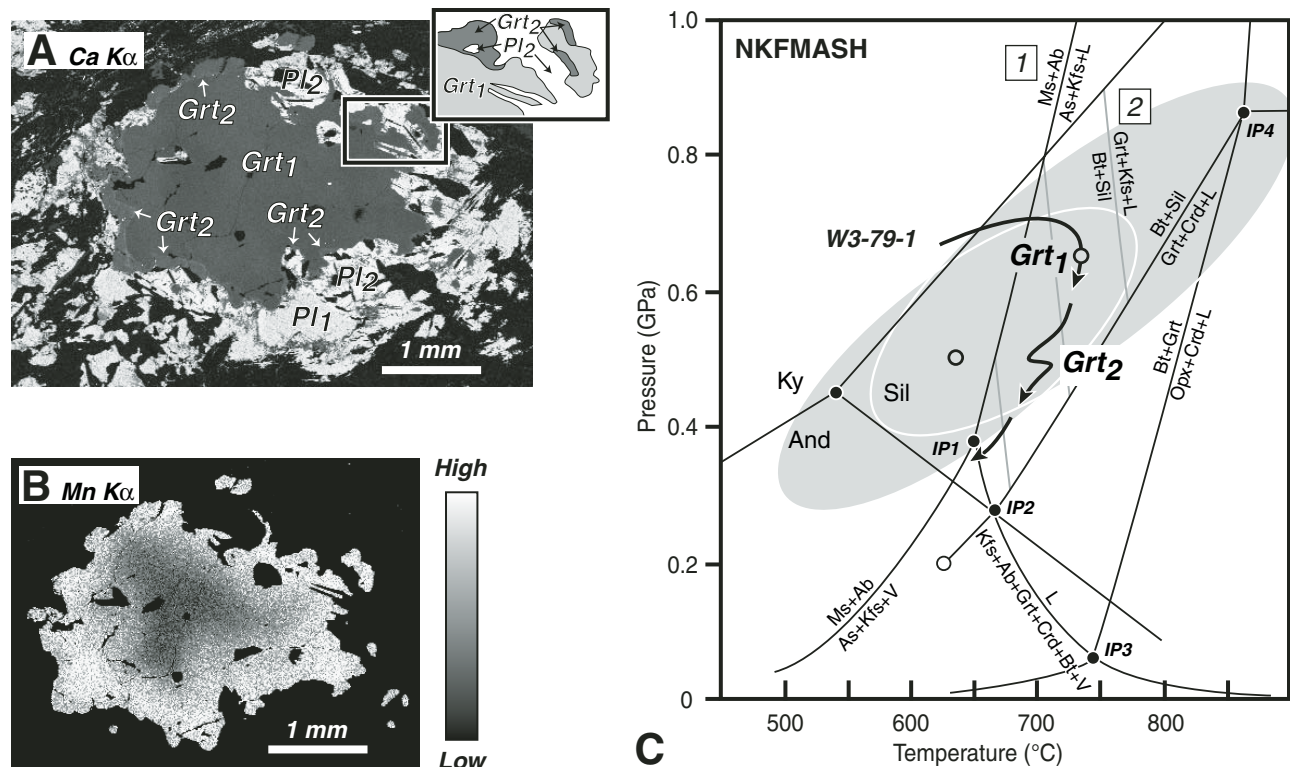 A Ca Kα
Grt2
Pl2
Grt1
Grt2
Pl2
Grt1
Grt2
Grt2
Pl2
Pl1
1 mm
B Mn Kα
High
Low
1 mm
C
NKFMASH
1
2
Ms+Ab
As+Kfs+L
Grt+Kfs+L
Bt+Sil
Bt+Sil
Grt+Crd+L
Bt+Grt
Opx+Crd+L
IP4
W3-79-1
Grt1
Grt2
Ky
Sil
And
IP1
IP2
IP3
Ms+Ab
As+Kfs+V
L
Kfs+Ab+Grt+Crd+Bt+V
Pressure (GPa)
1.0
0.8
0.6
0.4
0.2
0
500
600
700
800
Temperature (°C)